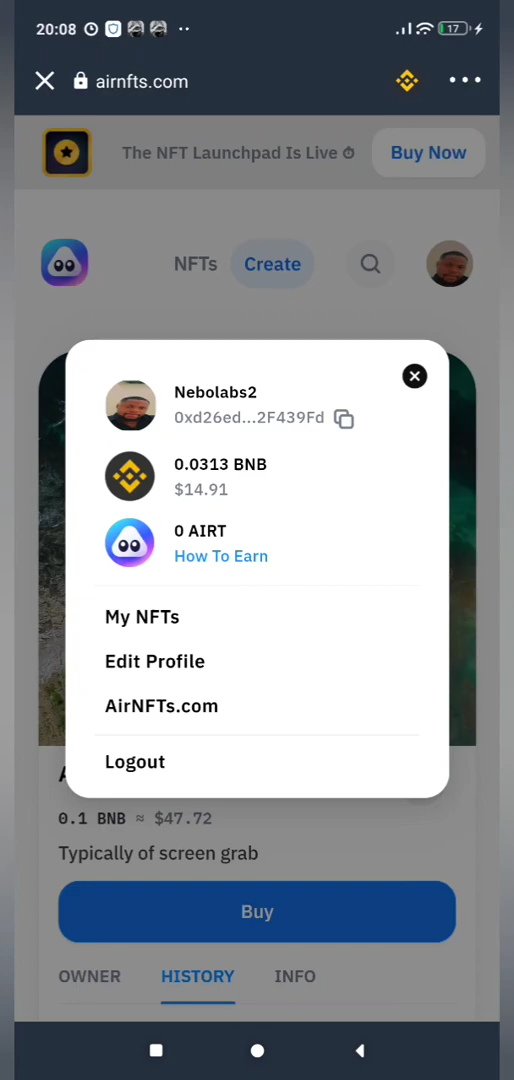 20:08
17
airnfts.com
The NFT Launchpad Is Live ⏱
Buy Now
NFTs
Create
Nebolabs2
0xd26ed...2F439Fd
0.0313 BNB
$14.91
0 AIRT
How To Earn
My NFTs
Edit Profile
AirNFTs.com
Logout
0.1 BNB ≈ $47.72
Typically of screen grab
Buy
OWNER
HISTORY
INFO